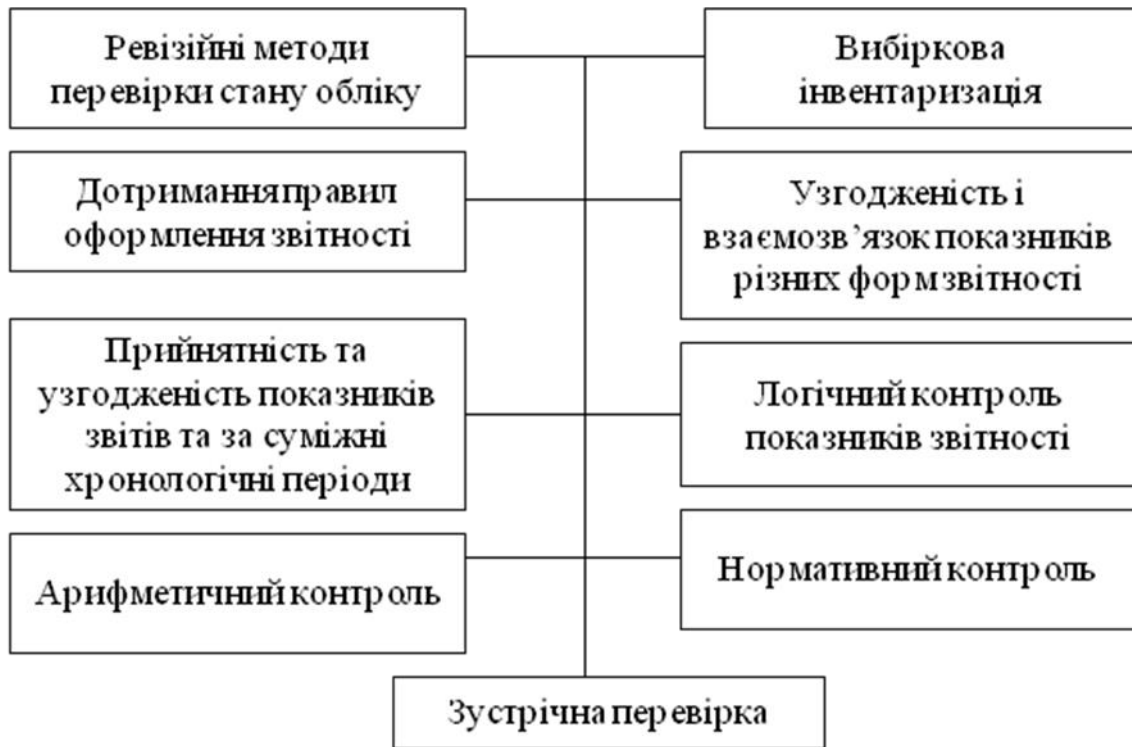 Ревізійні методи
перевірки стану обліку
Вибіркова
інвентаризація
Дотримання правил
оформлення звітності
Узгодженість і
взаємозв’язок показників
різних форм звітності
Прийнятність та
узгодженість показників
звітів та за суміжні
хронологічні періоди
Логічний контроль
показників звітності
Арифметичний контроль
Нормативний контроль
Зустрічна перевірка